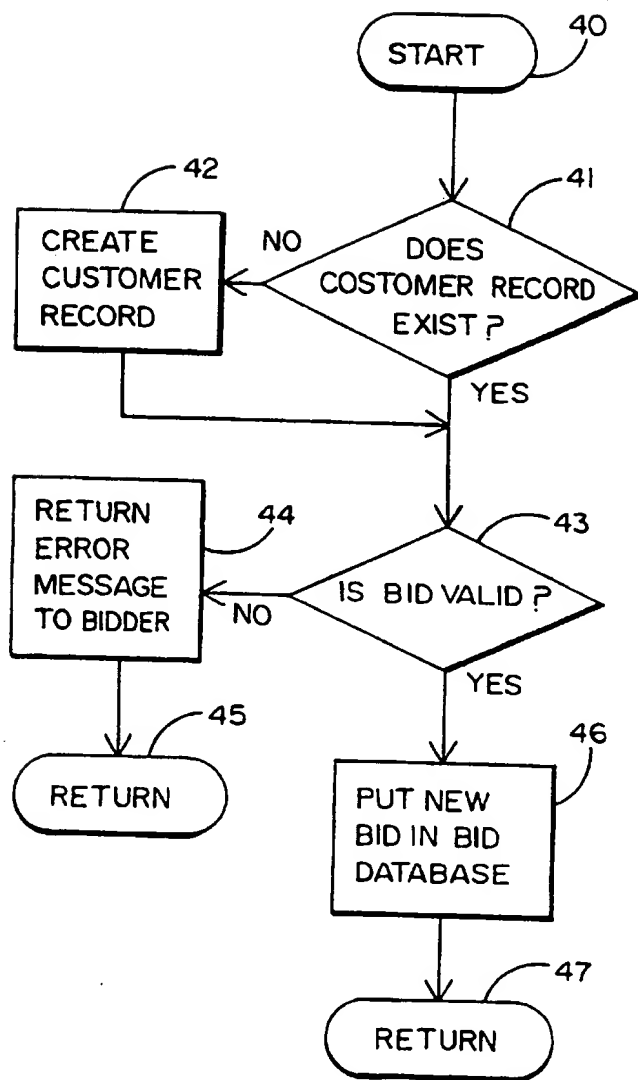 START
40
42
41
CREATE
CUSTOMER
RECORD
NO
DOES
COSTOMER RECORD
EXIST?
YES
RETURN
ERROR
MESSAGE
TO BIDDER
44
43
NO
IS BID VALID?
YES
45
RETURN
46
PUT NEW
BID IN BID
DATABASE
47
RETURN